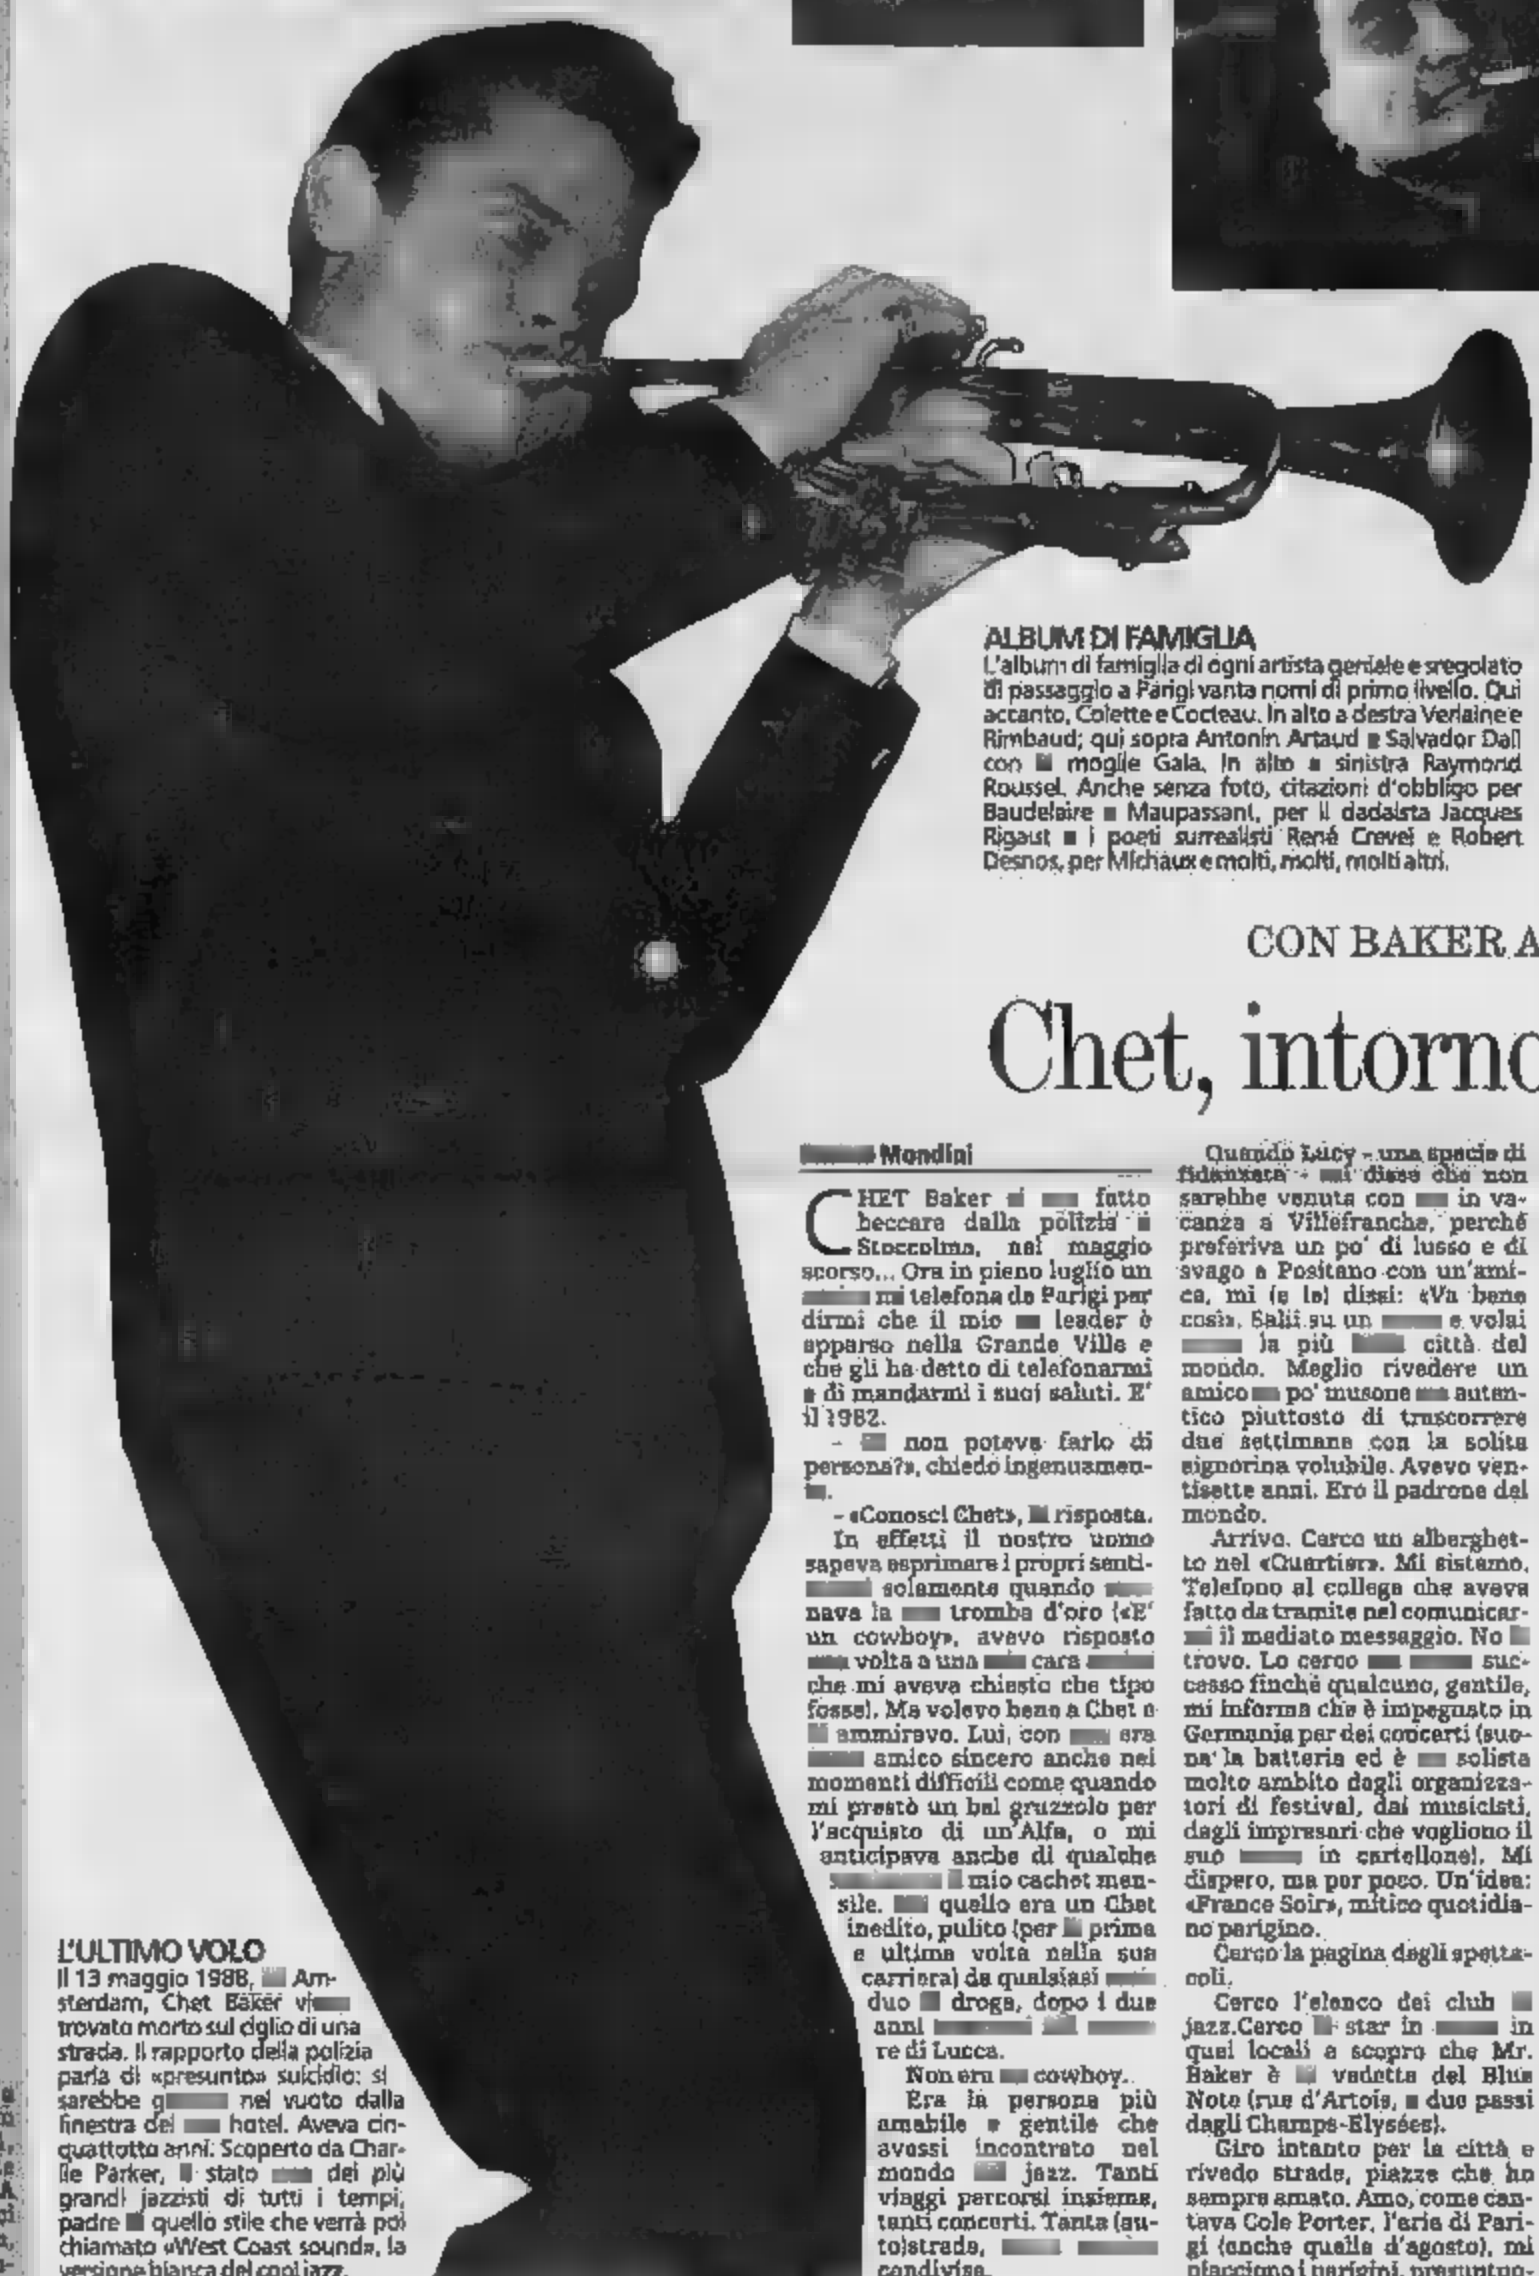 ALBUM DI FAMIGLIA
L'album di famiglia di ogni artista geniale e sregolato
di passaggio a Parigi vanta nomi di primo livello. Qui
accanto, Colette e Cocteau. In alto a destra Verlaine e
Rimbaud; qui sopra Antonin Artaud Salvador Dalì
con moglie Gala. In alto a sinistra Raymond
Roussel. Anche senza foto, citazioni d'obbligo per
Baudelaire Maupassant, per il dadaista Jacques
Rigaut i poeti surrealisti René Crevel e Robert
Desnos, per Michaux e molti, molti, molti altri.
CON BAKER A
Chet, intorno
Mondini
CHET Baker si fatto
beccare dalla polizia
Stoccolma, nel maggio
scorso... Ora in pieno luglio un
mi telefona da Parigi per
dirmi che il mio leader è
apparso nella Grande Ville e
che gli ha detto di telefonarmi
e di mandarmi i suoi saluti. E'
il 1982.
- non poteva farlo di
persona?», chiedo ingenuamen-
- «Conosci Chet», risposta.
In effetti il nostro uomo
sapeva esprimere i propri senti-
solamente quando
nava la tromba d'oro («E'
un cowboy», avevo risposto
volta a una cara
che mi aveva chiesto che tipo
fosse). Ma volevo bene a Chet e
ammiravo. Lui, con era
amico sincero anche nei
momenti difficili come quando
mi prestò un bel gruzzolo per
l'acquisto di un'Alfa, o mi
anticipava anche di qualche
il mio cachet men-
sile. quello era un Chet
inedito, pulito (per prima
e ultima volta nella sua
carriera) da qualsiasi
duo droga, dopo i due
anni
re di Lucca.
Non era cowboy.
Era la persona più
amabile e gentile che
avessi incontrato nel
mondo jazz. Tanti
viaggi percorsi insieme,
tanti concerti. Tanta (au-
to)strada,
condivisa.
Quando Lucy - una specie di
fidanzata - mi disse che non
sarebbe venuta con in va-
canza a Villefranche, perché
preferiva un po' di lusso e di
svago a Positano con un'ami-
ca, mi (e le) dissi: «Va bene
così». Salii su un e volai
la più città del
mondo. Meglio rivedere un
amico po' musone auten-
tico piuttosto di trascorrere
due settimane con la solita
signorina volubile. Avevo ven-
tisette anni. Ero il padrone del
mondo.
Arrivo. Cerco un alberghet-
to nel «Quartier». Mi sistemo.
Telefono al collega che aveva
fatto da tramite nel comunicar-
mi il mediato messaggio. No
trovo. Lo cerco suc-
cesso finché qualcuno, gentile,
mi informa che è impegnato in
Germania per dei concerti (suo-
na la batteria ed è solista
molto ambito dagli organizza-
tori di festival, dai musicisti,
dagli impresari che vogliono il
suo in cartellone). Mi
dispero, ma per poco. Un'idea:
«France Soir», mitico quotidia-
no parigino.
Cerco la pagina degli spetta-
coli.
Cerco l'elenco dei club
jazz. Cerco star in in
quei locali e scopro che Mr.
Baker è vedette del Blue
Note (rue d'Artois, due passi
dagli Champs-Elysées).
Giro intanto per la città e
rivedo strade, piazze che ho
sempre amato. Amo, come can-
tava Cole Porter, l'aria di Pari-
gi (anche quella d'agosto), mi
piacciono i parigini, presuntuo-
L'ULTIMO VOLO
Il 13 maggio 1988, Am-
sterdam, Chet Baker
trovato morto sul ciglio di una
strada. Il rapporto della polizia
parla di «presunto» suicidio: si
sarebbe nel vuoto dalla
finestra del hotel. Aveva cin-
quattotto anni. Scoperto da Char-
lie Parker, stato dei più
grandi jazzisti di tutti i tempi,
padre quello stile che verrà poi
chiamato «West Coast sound», la
versione bianca del cool jazz.